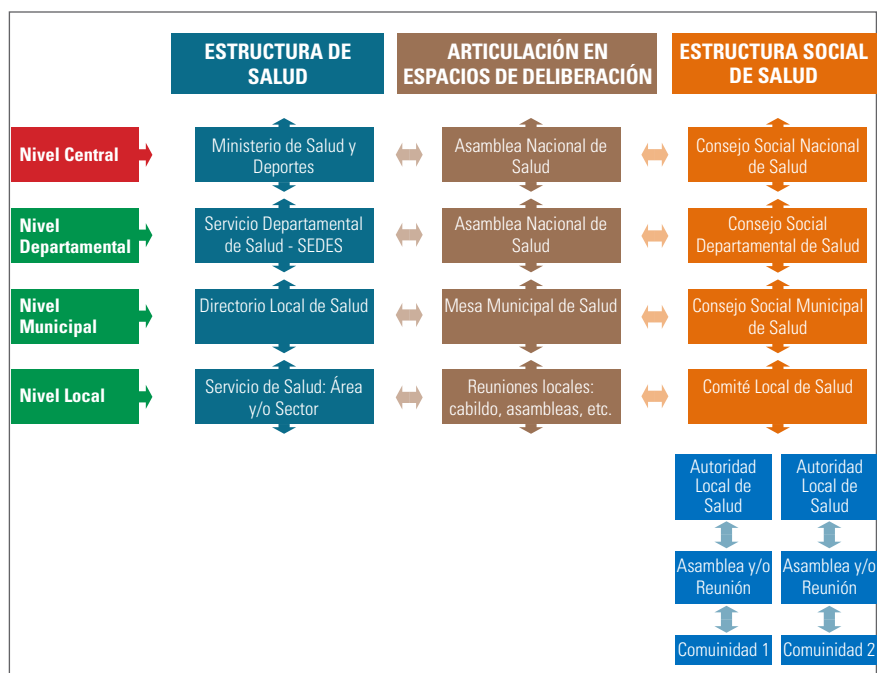 ESTRUCTURA DE
SALUD
ARTICULACIÓN EN
ESPACIOS DE DELIBERACIÓN
ESTRUCTURA SOCIAL
DE SALUD
Nivel Central
Ministerio de Salud y
Deportes
Asamblea Nacional de
Salud
Consejo Social Nacional
de Salud
Nivel
Departamental
Servicio Departamental
de Salud - SEDES
Asamblea Nacional de
Salud
Consejo Social
Departamental de Salud
Nivel
Municipal
Directorio Local de Salud
Mesa Municipal de Salud
Consejo Social Municipal
de Salud
Nivel Local
Servicio de Salud: Área
y/o Sector
Reuniones locales:
cabildo, asambleas, etc.
Comité Local de Salud
Autoridad
Local de
Salud
Autoridad
Local de
Salud
Asamblea y/o
Reunión
Asamblea y/o
Reunión
Comuinidad 1
Comuinidad 2